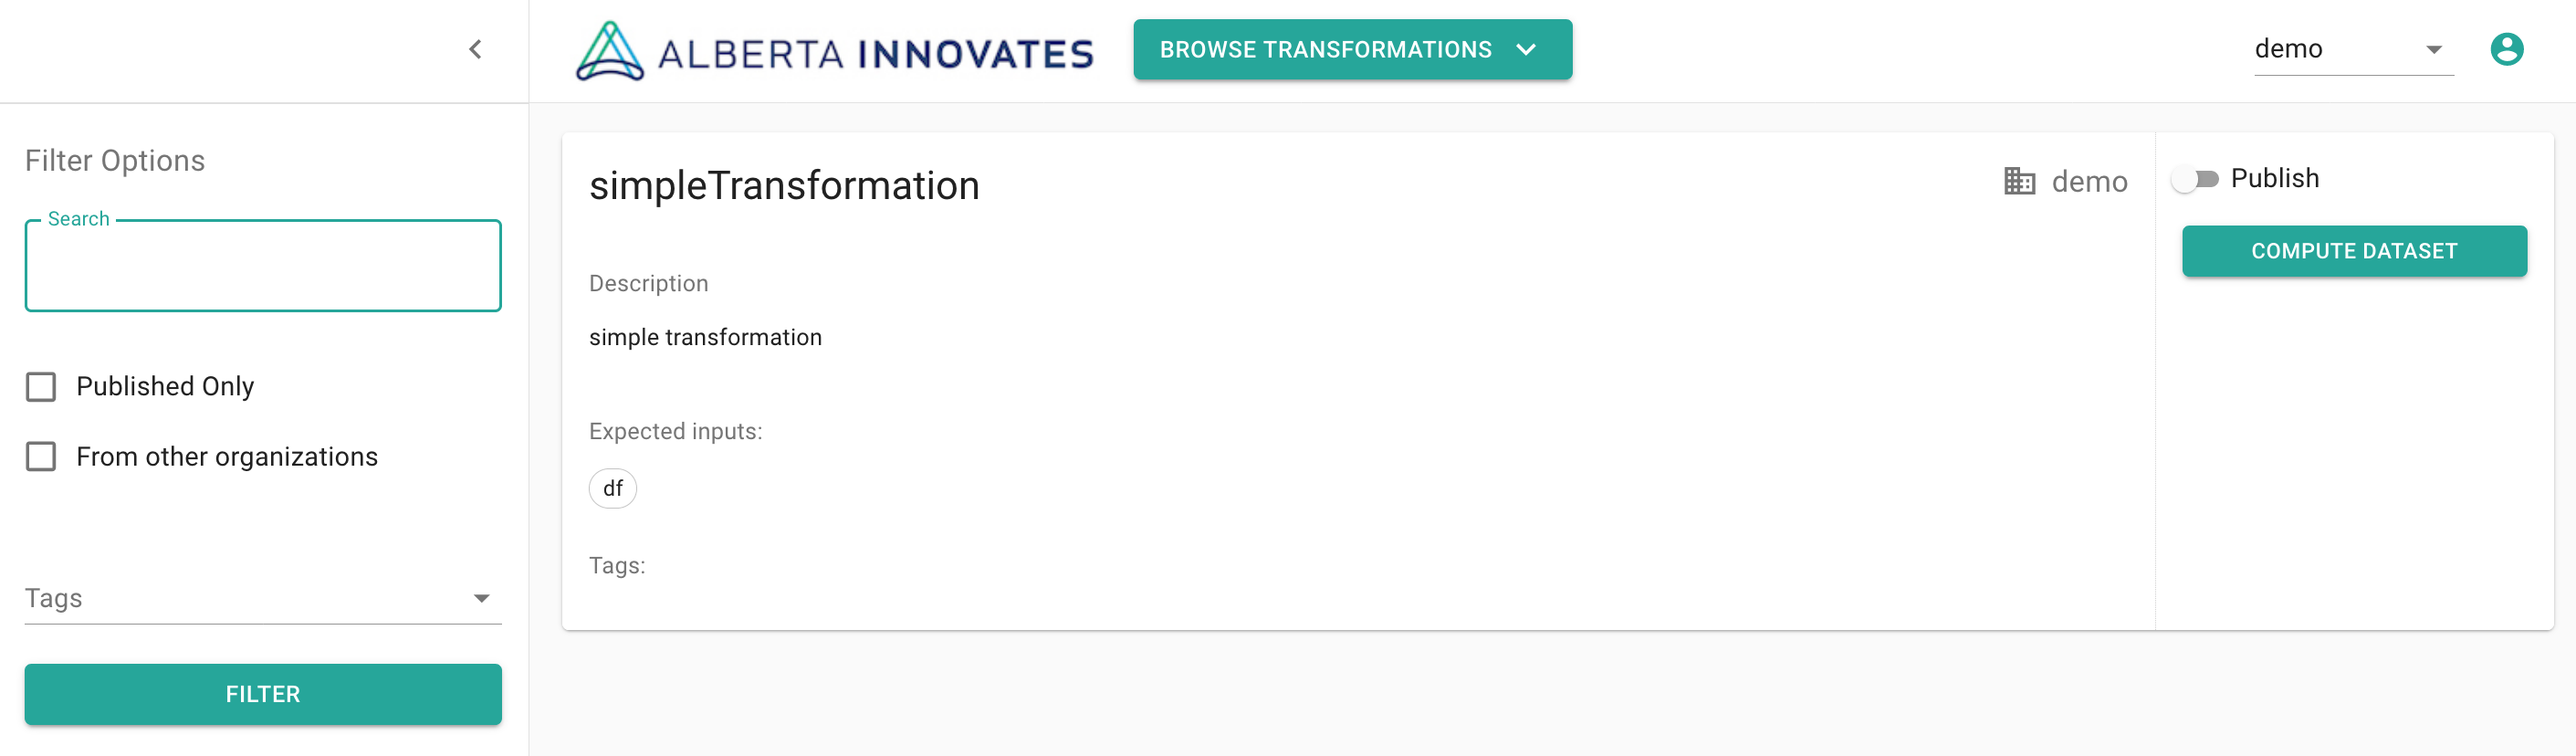 ALBERTA INNOVATES
BROWSE TRANSFORMATIONS
demo
Filter Options
Search
Published Only
From other organizations
Tags
FILTER
simpleTransformation
demo
Description
simple transformation
Expected inputs:
df
Tags:
Publish
COMPUTE DATASET